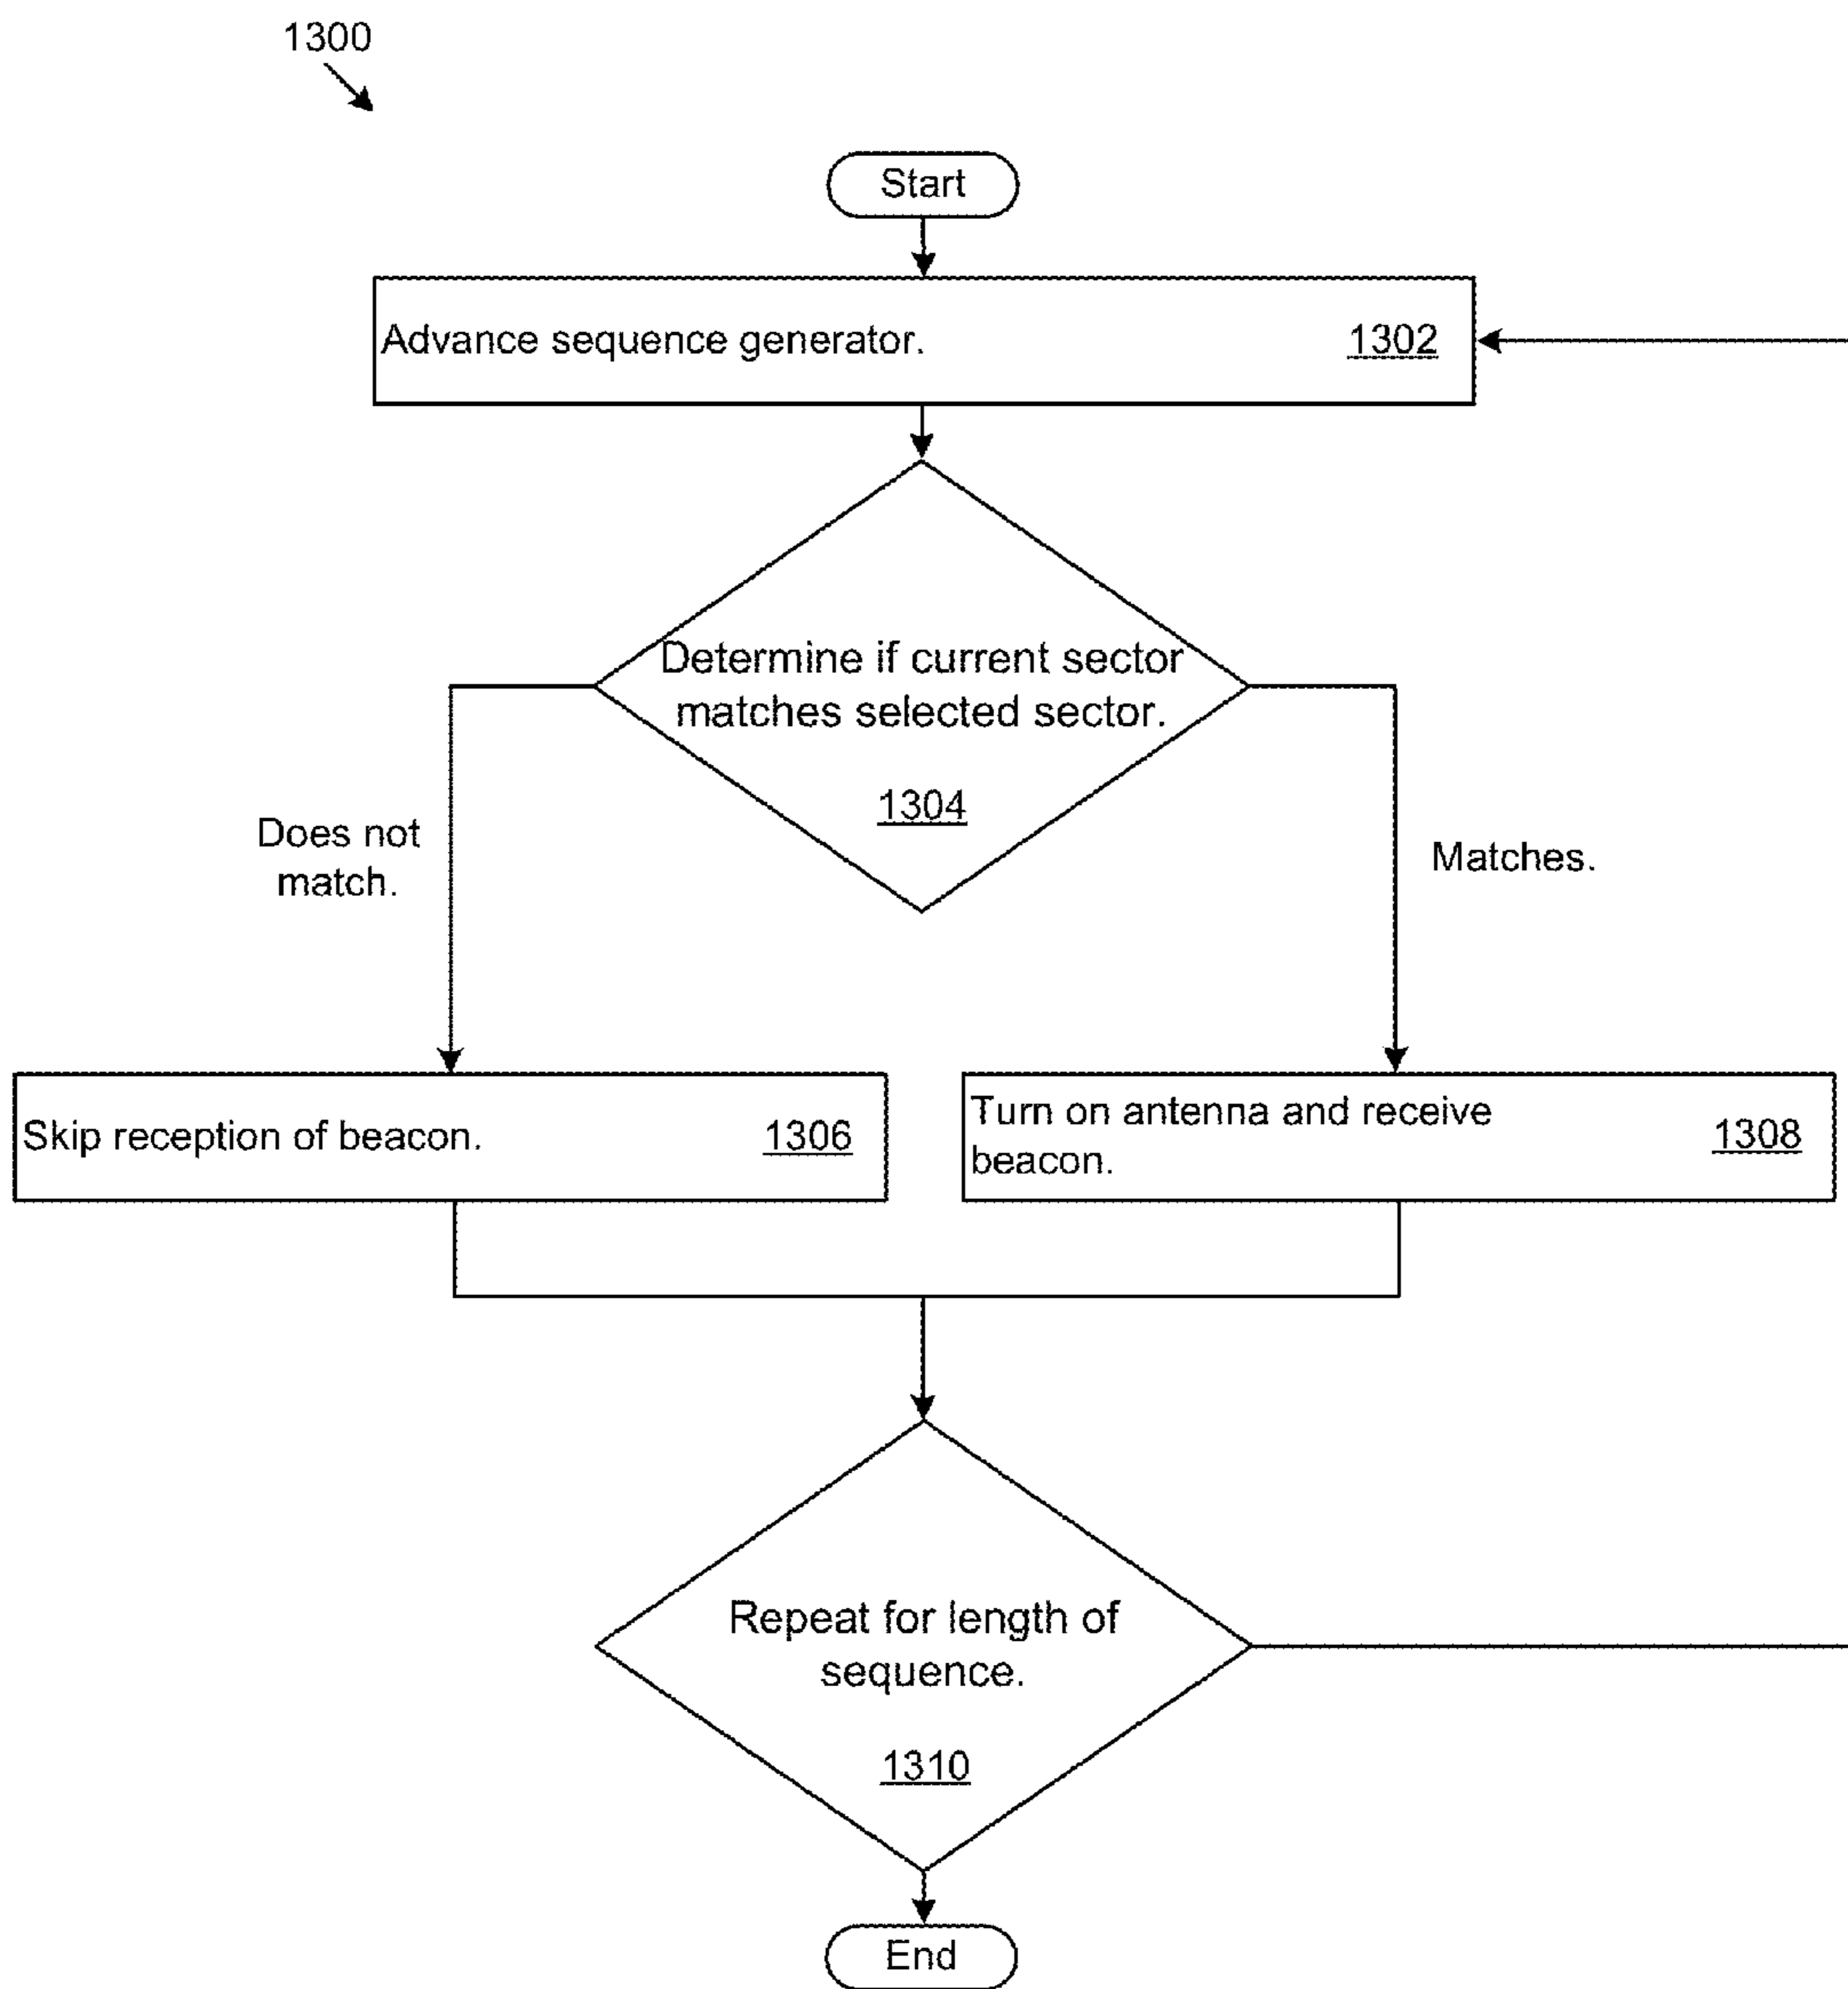 1300
Start
Advance sequence generator. 1302
Determine if current sector
matches selected sector.
1304
Does not
match.
Matches.
Skip reception of beacon. 1306
Turn on antenna and receive
beacon.
1308
Repeat for length of
sequence.
1310
End